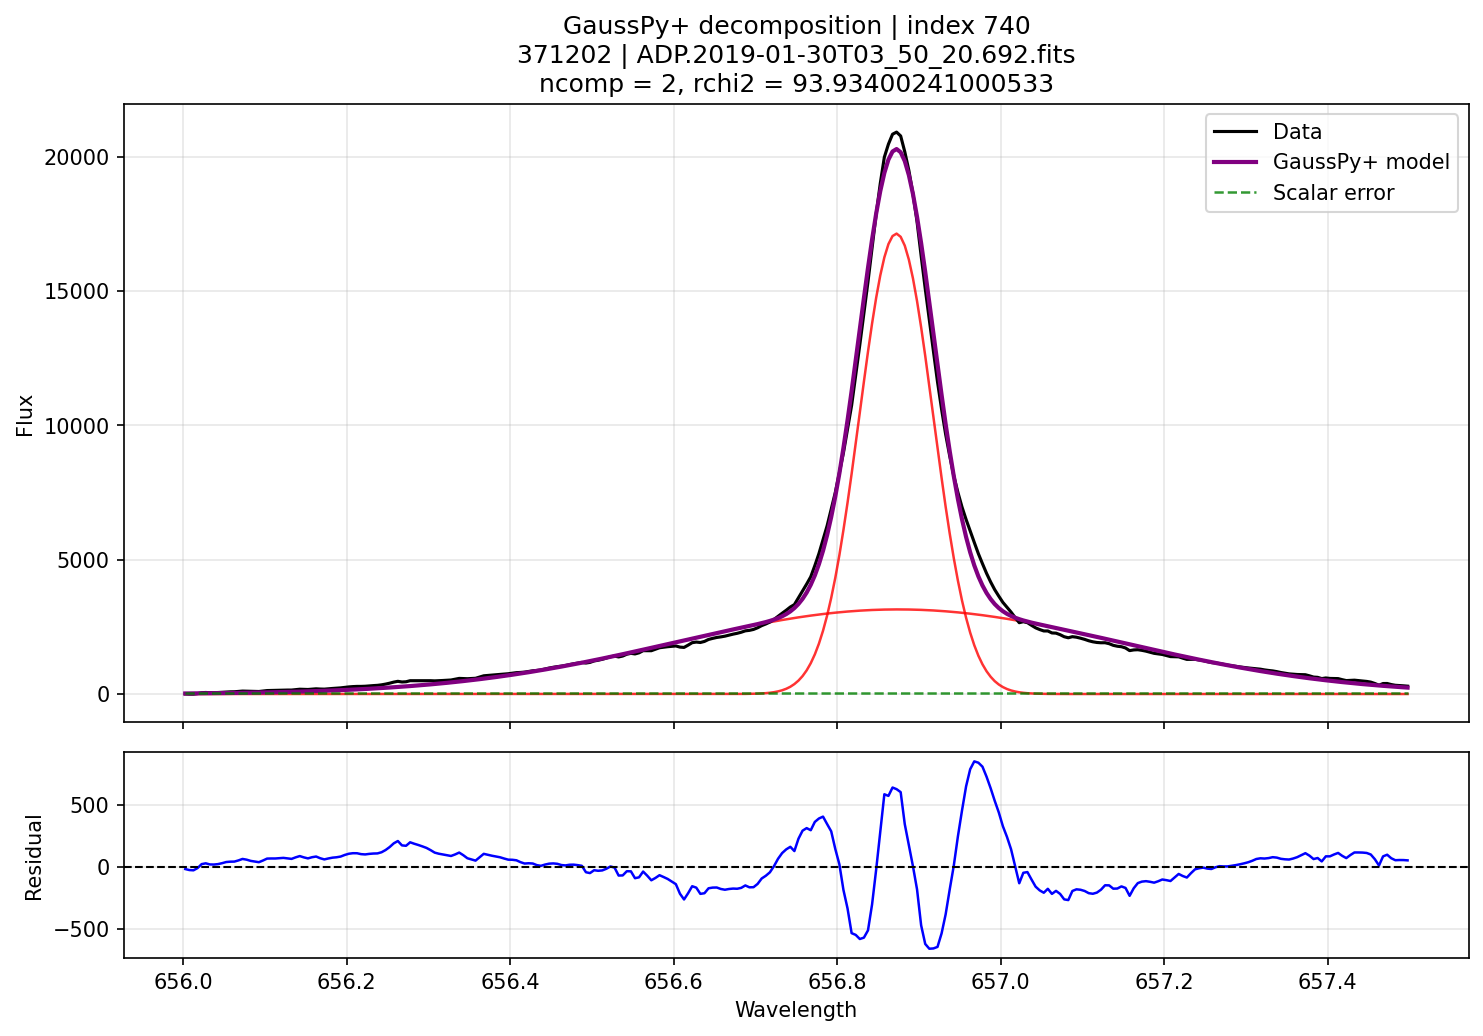 GaussPy+ decomposition | index 740
371202 | ADP.2019-01-30T03_50_20.692.fits
ncomp = 2, rchi2 = 93.93400241000533
Data
GaussPy+ model
Scalar error
20000
15000
10000
5000
0
Flux
500
0
−500
Residual
656.0 656.2 656.4 656.6 656.8 657.0 657.2 657.4
Wavelength